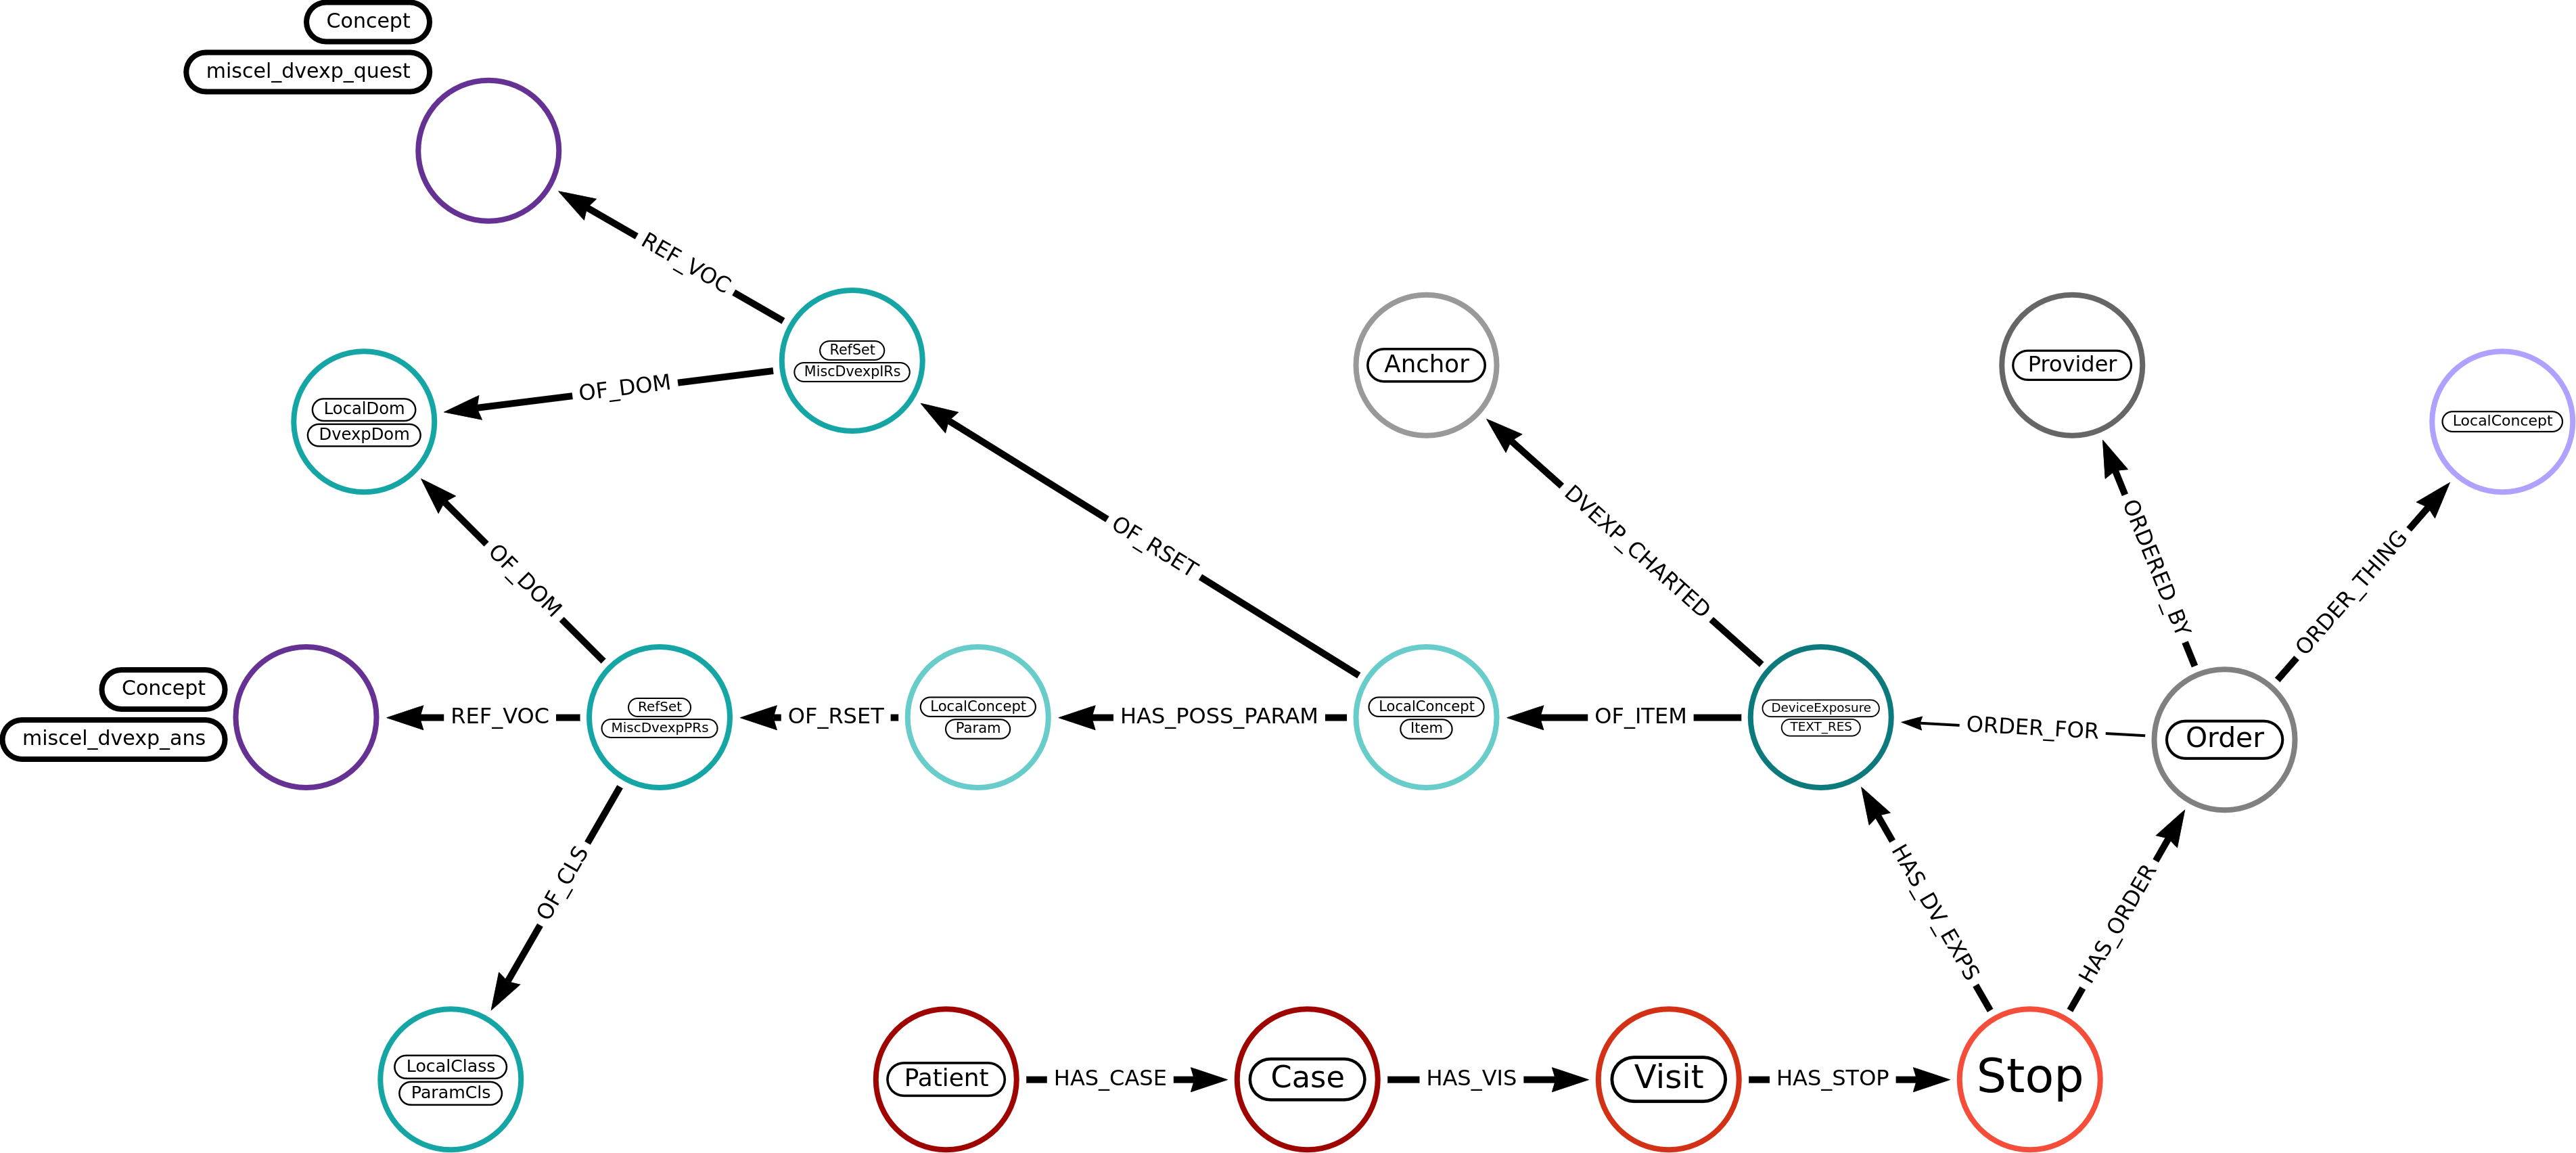 Concept
miscel_dvexp_quest
REF_VOC
RefSet
MiscDvexpIRs
Anchor
Provider
OF_DOM
LocalDom
DvexpDom
LocalConcept
OF_RSET
DVEXP_CHARTED
ORDERED_BY
ORDER_THING
OF_DOM
Concept
miscel_dvexp_ans
REF_VOC
RefSet
MiscDvexpPRs
OF_RSET
LocalConcept
Param
HAS_POSS_PARAM
LocalConcept
Item
OF_ITEM
DeviceExposure
TEXT_RES
ORDER_FOR
Order
OF_CLS
HAS_DV_EXPS
HAS_ORDER
LocalClass
ParamCls
Patient
HAS_CASE
Case
HAS_VIS
Visit
HAS_STOP
Stop